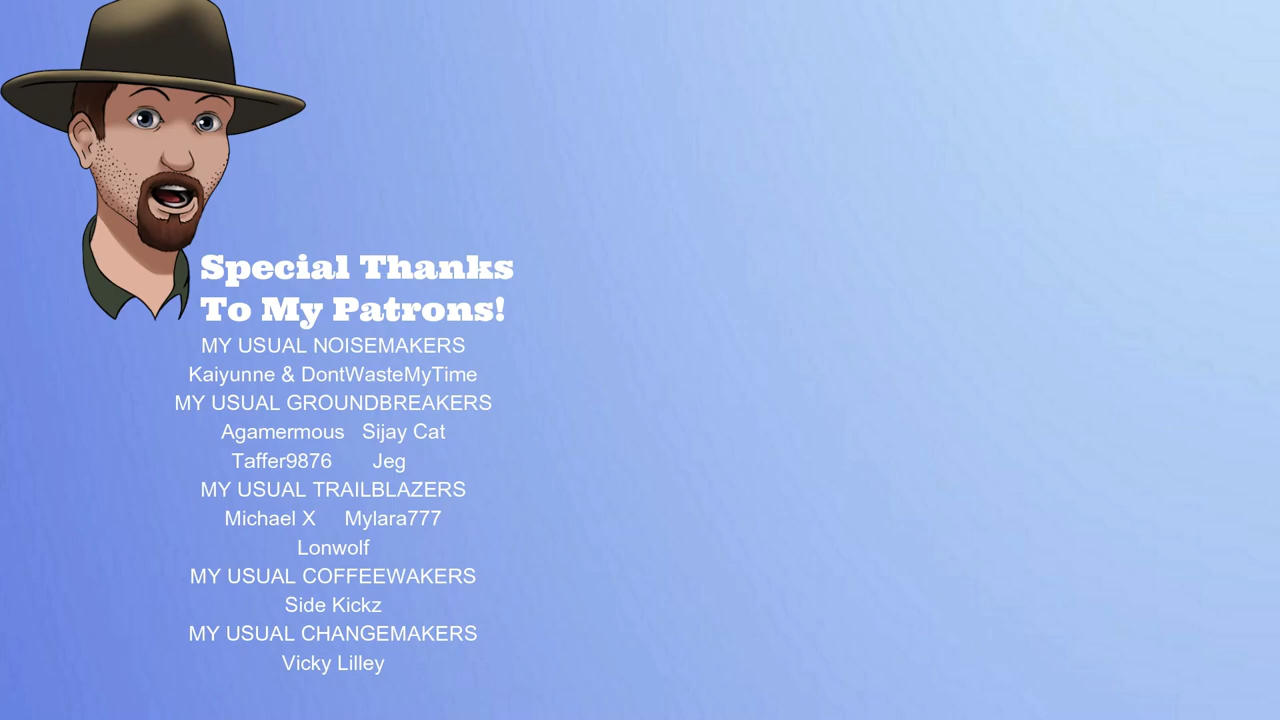 Special Thanks
To My Patrons!
MY USUAL NOISEMAKERS
Kaiyunne & DontWasteMyTime
MY USUAL GROUNDBREAKERS
Agamermous Sijay Cat
Taffer9876 Jeg
MY USUAL TRAILBLAZERS
Michael X Mylara777
Lonwolf
MY USUAL COFFEEWAKERS
Side Kickz
MY USUAL CHANGEMAKERS
Vicky Lilley